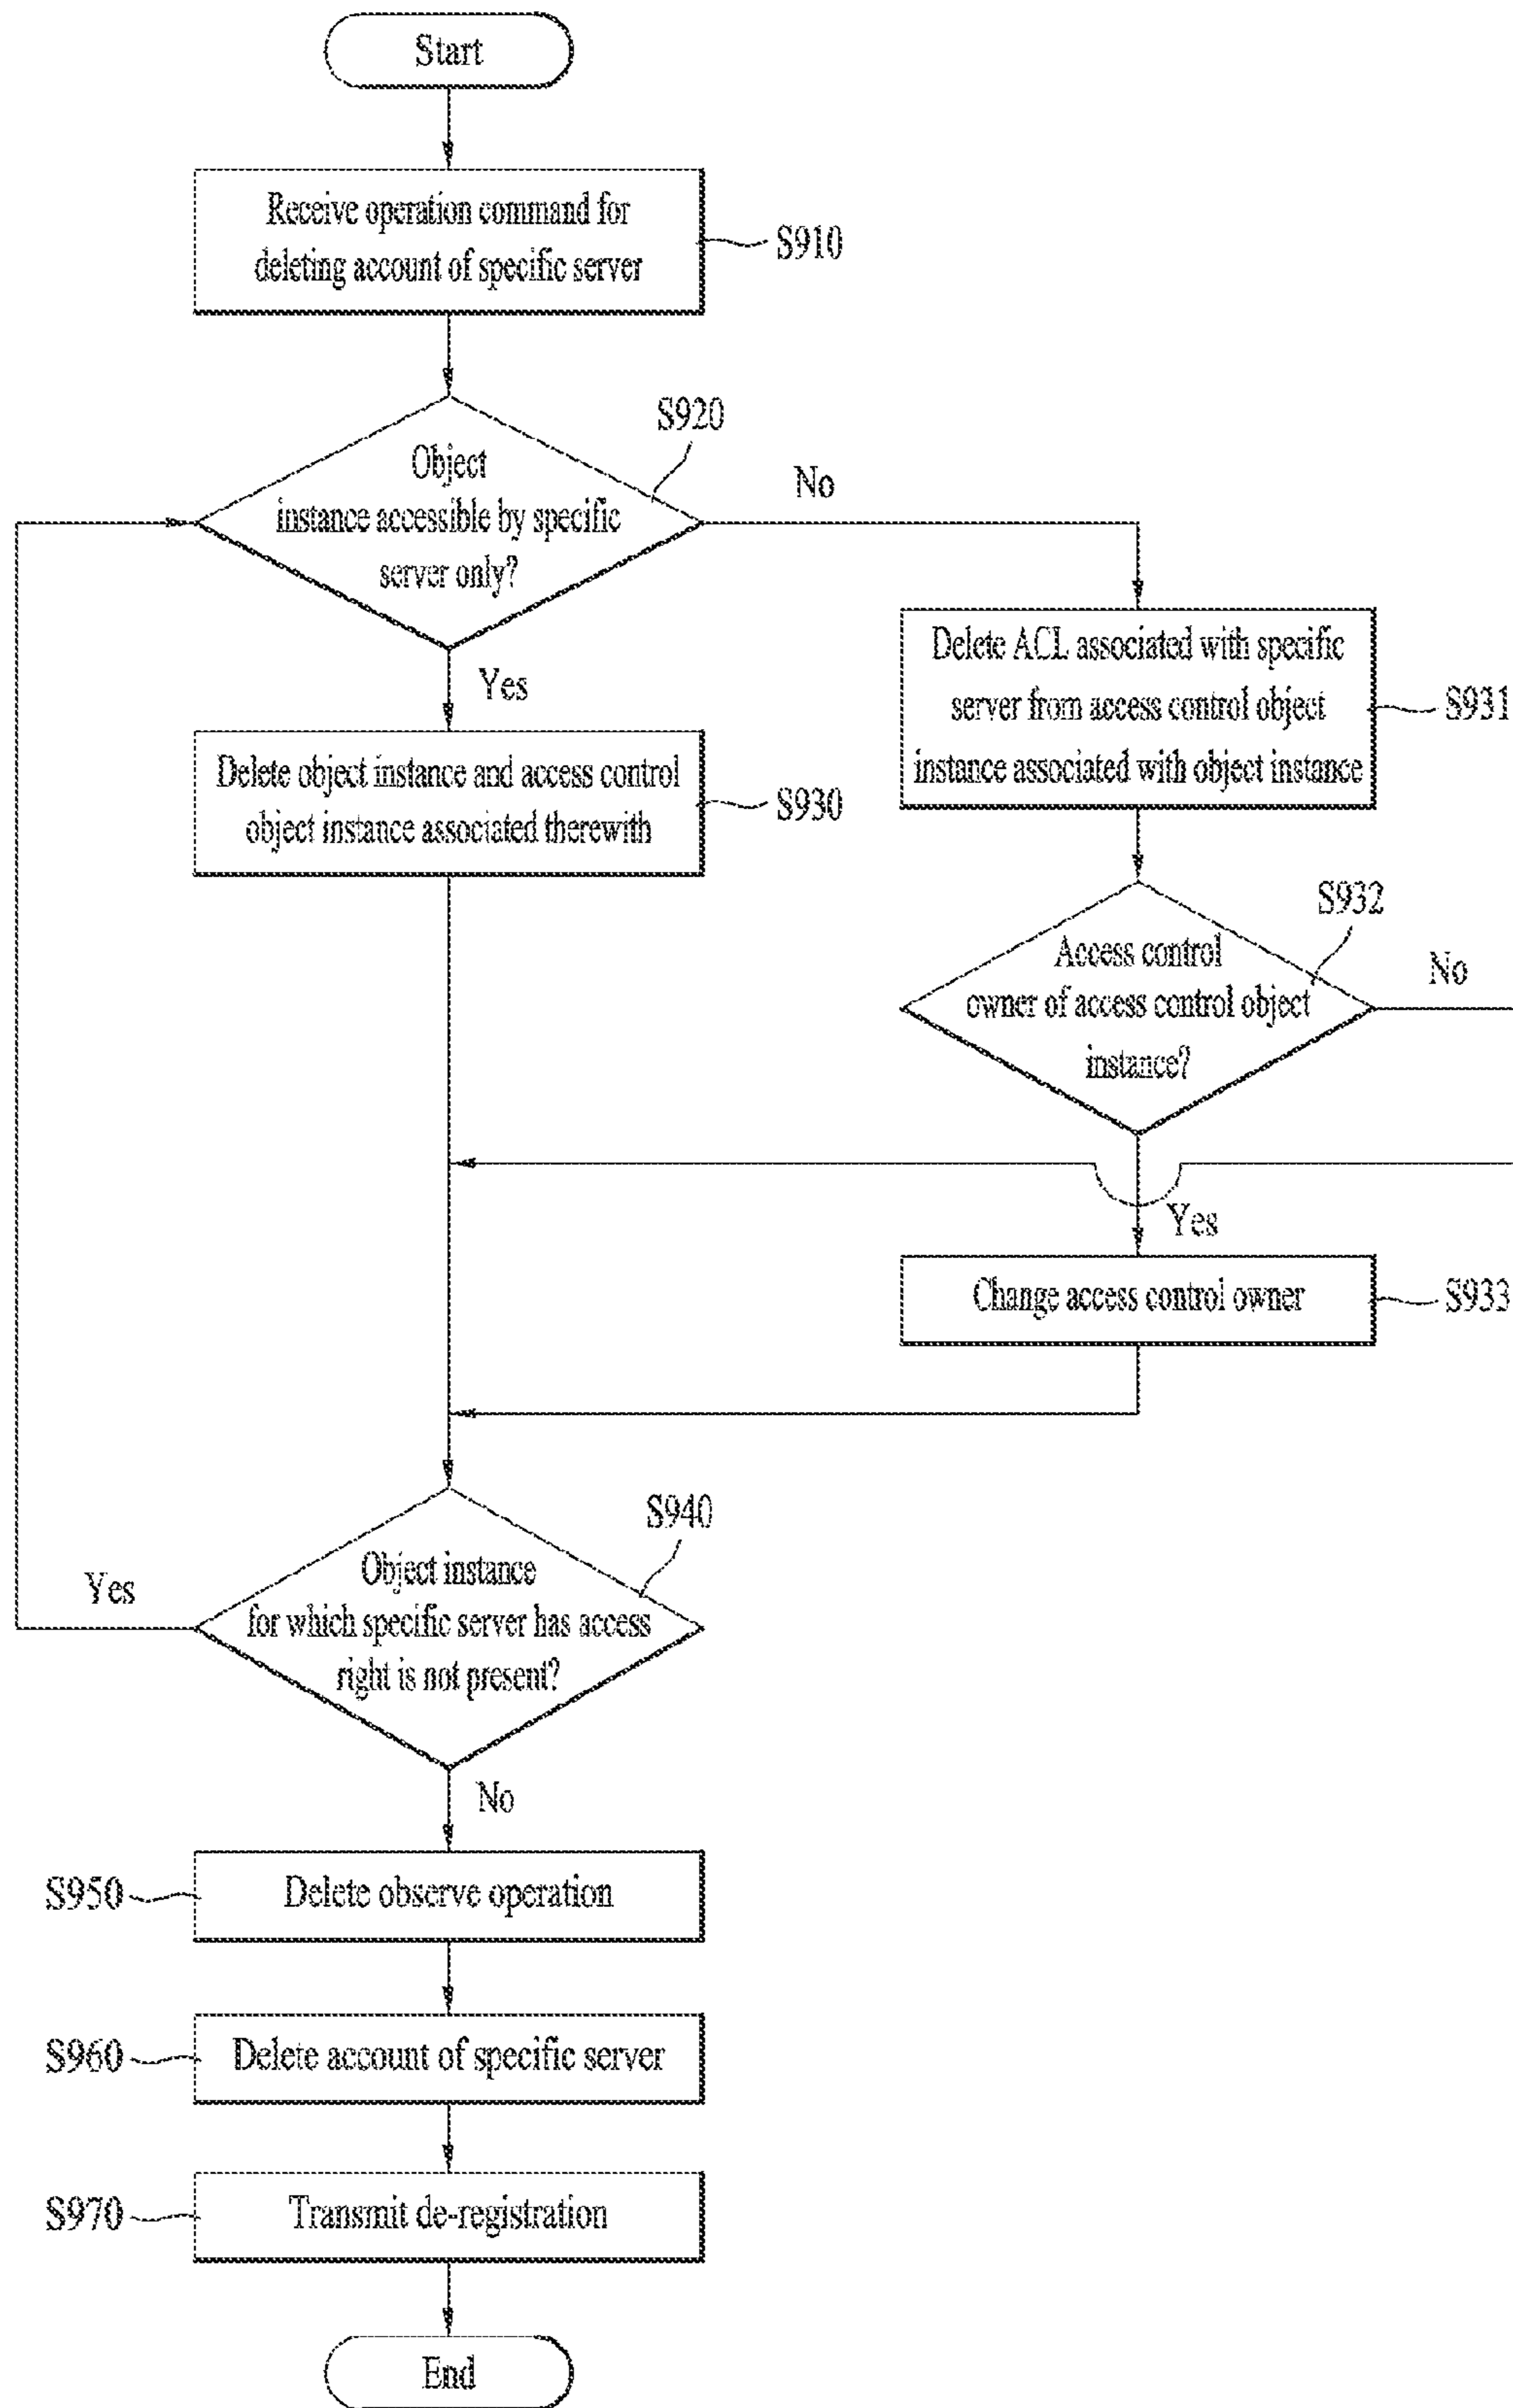 Start
Receive operation command for
deleting account of specific server
S910
S920
Object
instance accessible by specific
server only?
No
Yes
Delete ACL associated with specific
server from access control object
instance associated with object instance
S931
Delete object instance and access control
object instance associated therewith
S930
S932
Access control
owner of access control object
instance?
No
Yes
Change access control owner
S933
S940
Object instance
for which specific server has access
right is not present?
Yes
No
S950
Delete observe operation
S960
Delete account of specific server
S970
Transmit de-registration
End